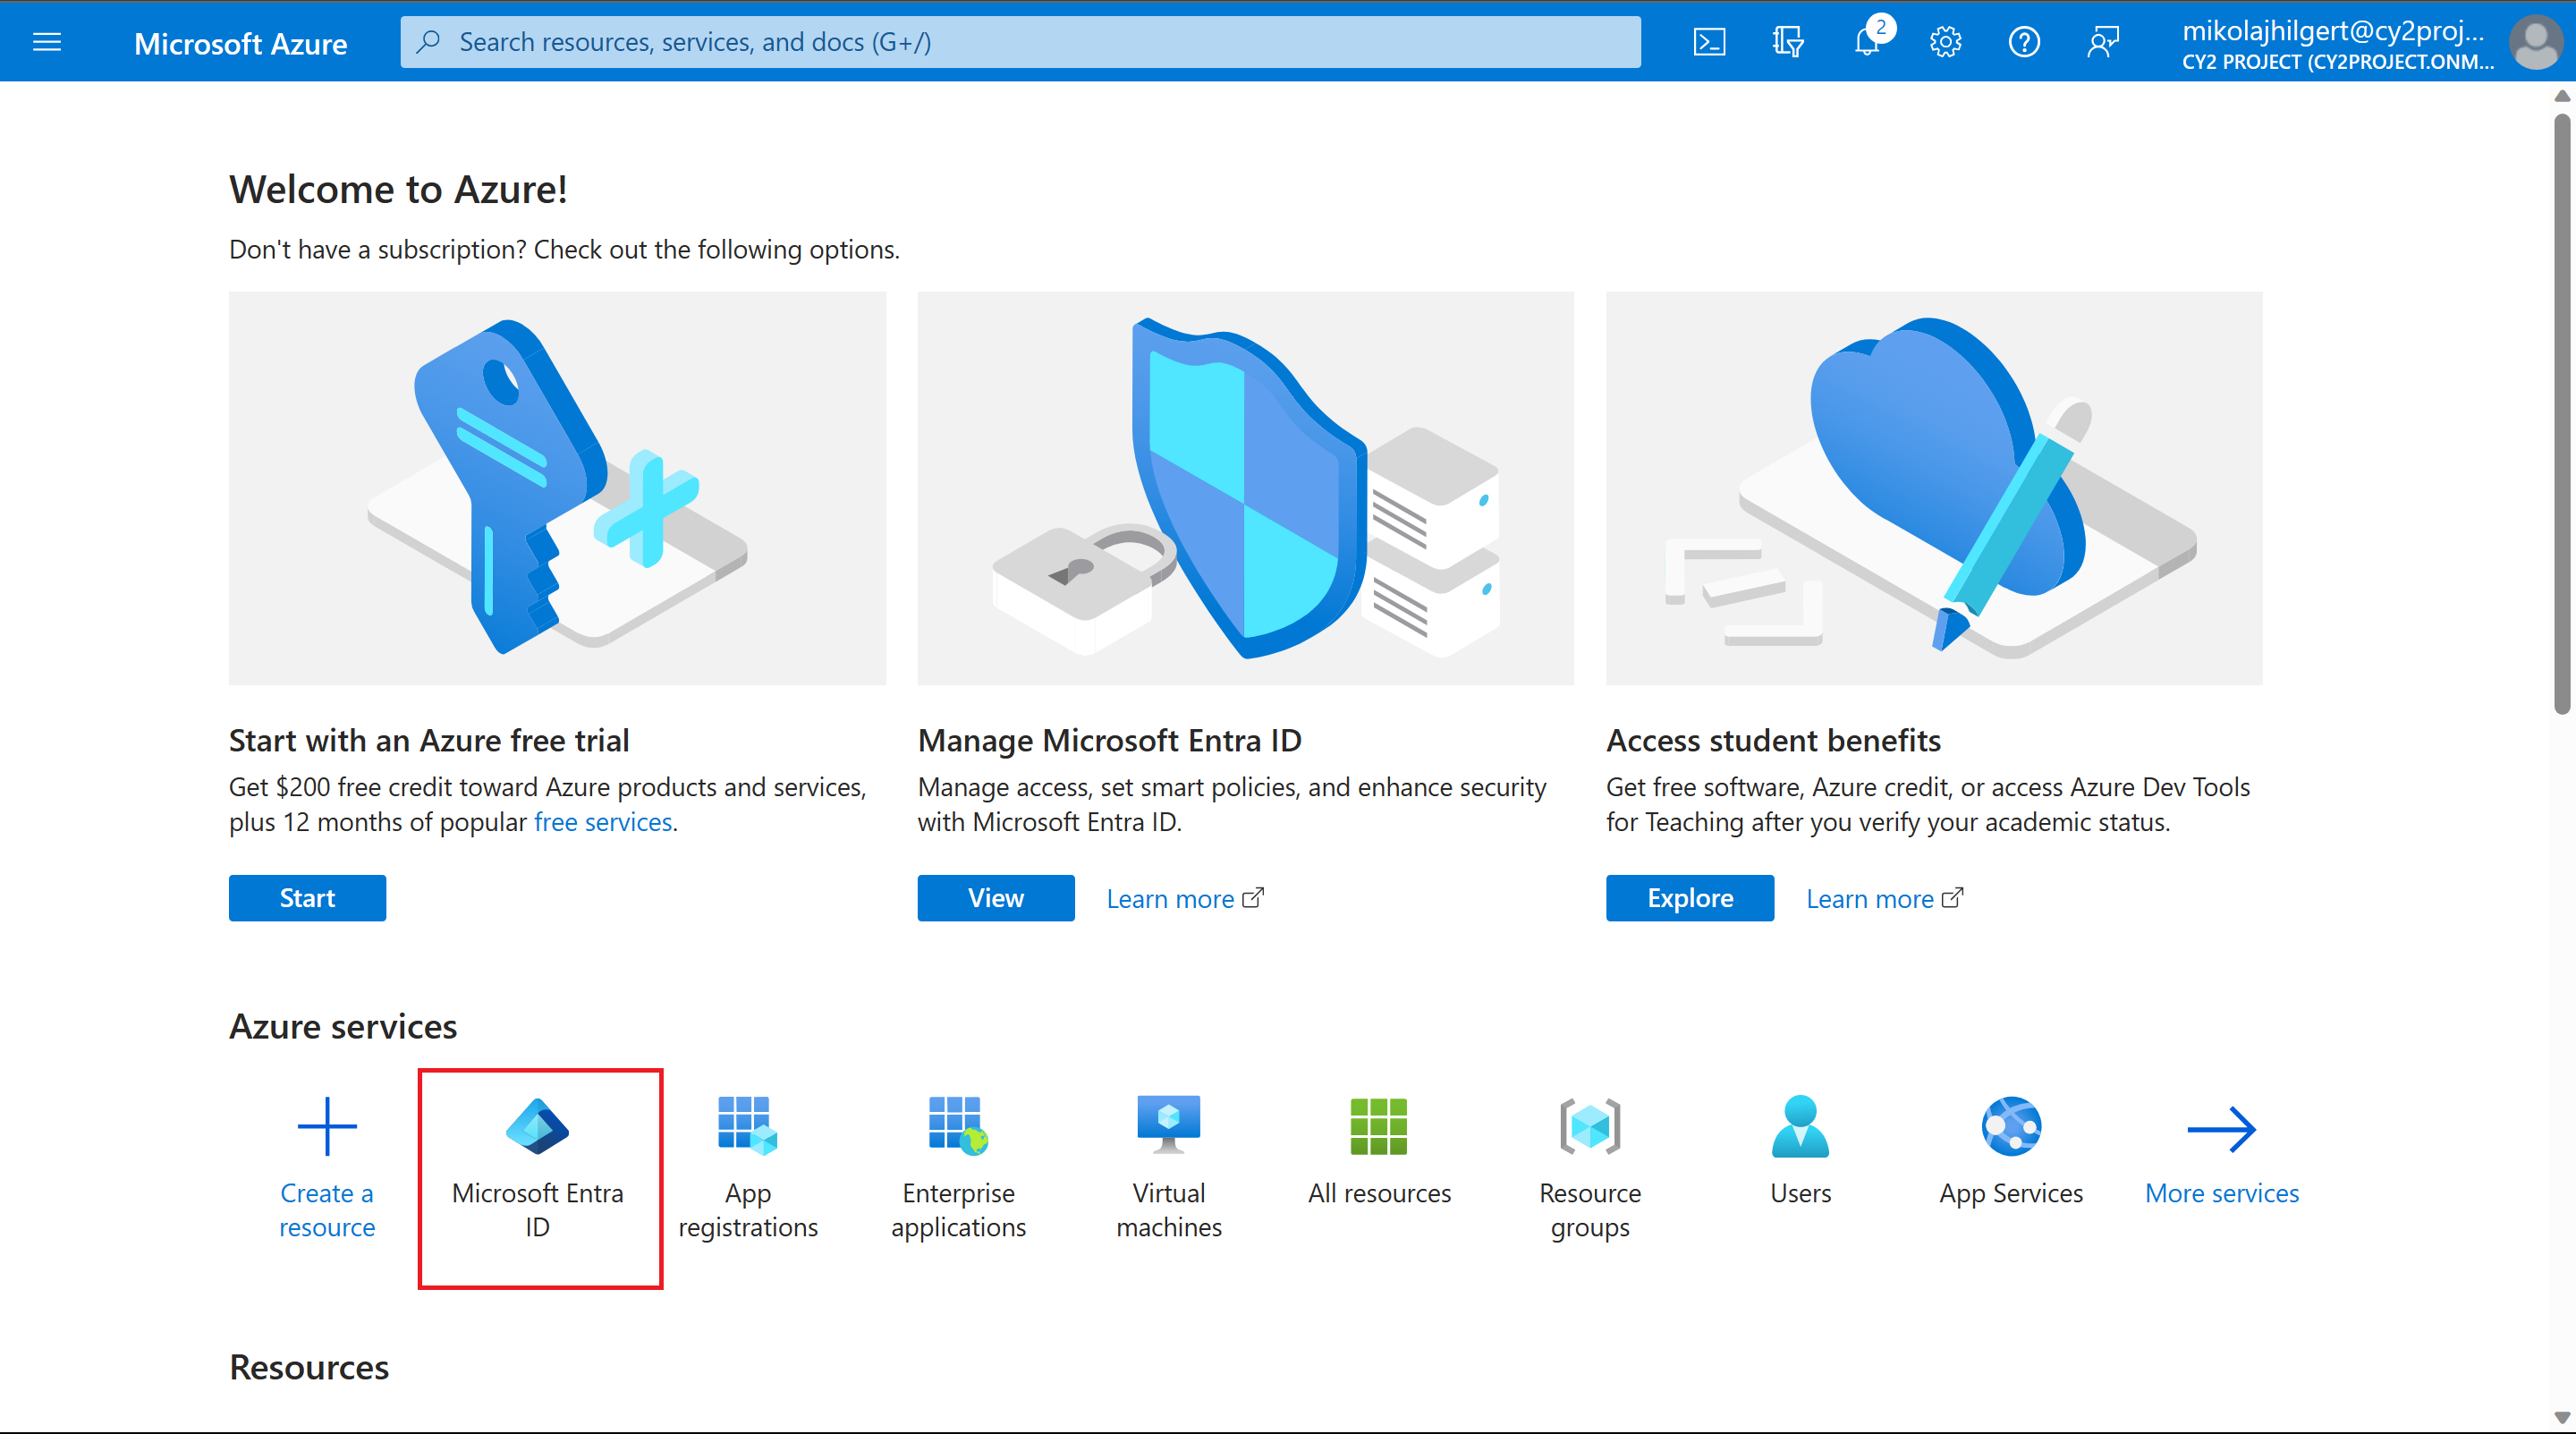 Microsoft Azure
Search resources, services, and docs (G+/)
2
mikolajhilgert@cy2proj...
CY2 PROJECT (CY2PROJECT.ONM...
Welcome to Azure!
Don't have a subscription? Check out the following options.
Start with an Azure free trial
Get $200 free credit toward Azure products and services,
plus 12 months of popular free services.
Start
Manage Microsoft Entra ID
Manage access, set smart policies, and enhance security
with Microsoft Entra ID.
View
Learn more
Access student benefits
Get free software, Azure credit, or access Azure Dev Tools
for Teaching after you verify your academic status.
Explore
Learn more
Azure services
Create a
resource
Microsoft Entra
ID
App
registrations
Enterprise
applications
Virtual
machines
All resources
Resource
groups
Users
App Services
More services
Resources